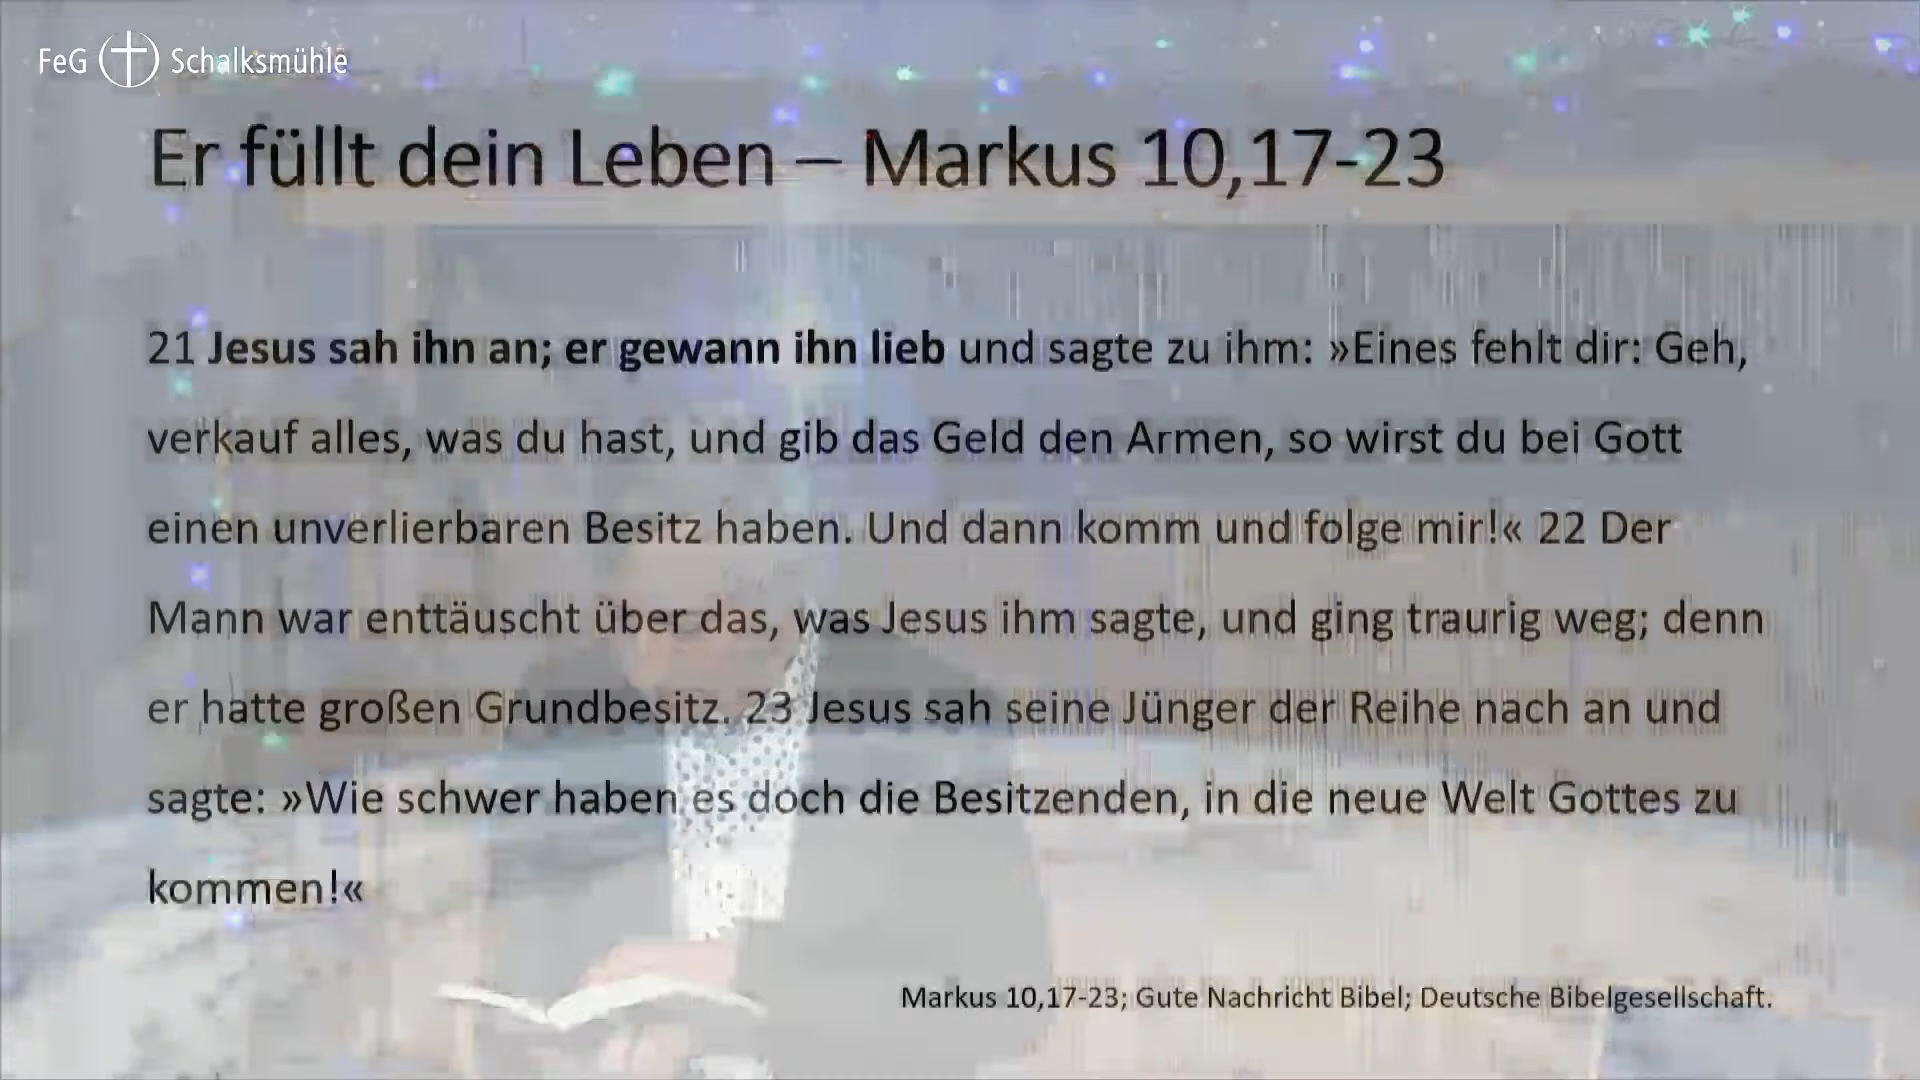 FeG Schalksmühle
Er füllt dein Leben – Markus 10,17-23
21 Jesus sah ihn an; er gewann ihn lieb und sagte zu ihm: »Eines fehlt dir: Geh,
verkauf alles, was du hast, und gib das Geld den Armen, so wirst du bei Gott
einen unverlierbaren Besitz haben. Und dann komm und folge mir!« 22 Der
Mann war enttäuscht über das, was Jesus ihm sagte, und ging traurig weg; denn
er hatte großen Grundbesitz. 23 Jesus sah seine Jünger der Reihe nach an und
sagte: »Wie schwer haben es doch die Besitzenden, in die neue Welt Gottes zu
kommen!«
Markus 10,17-23; Gute Nachricht Bibel; Deutsche Bibelgesellschaft.